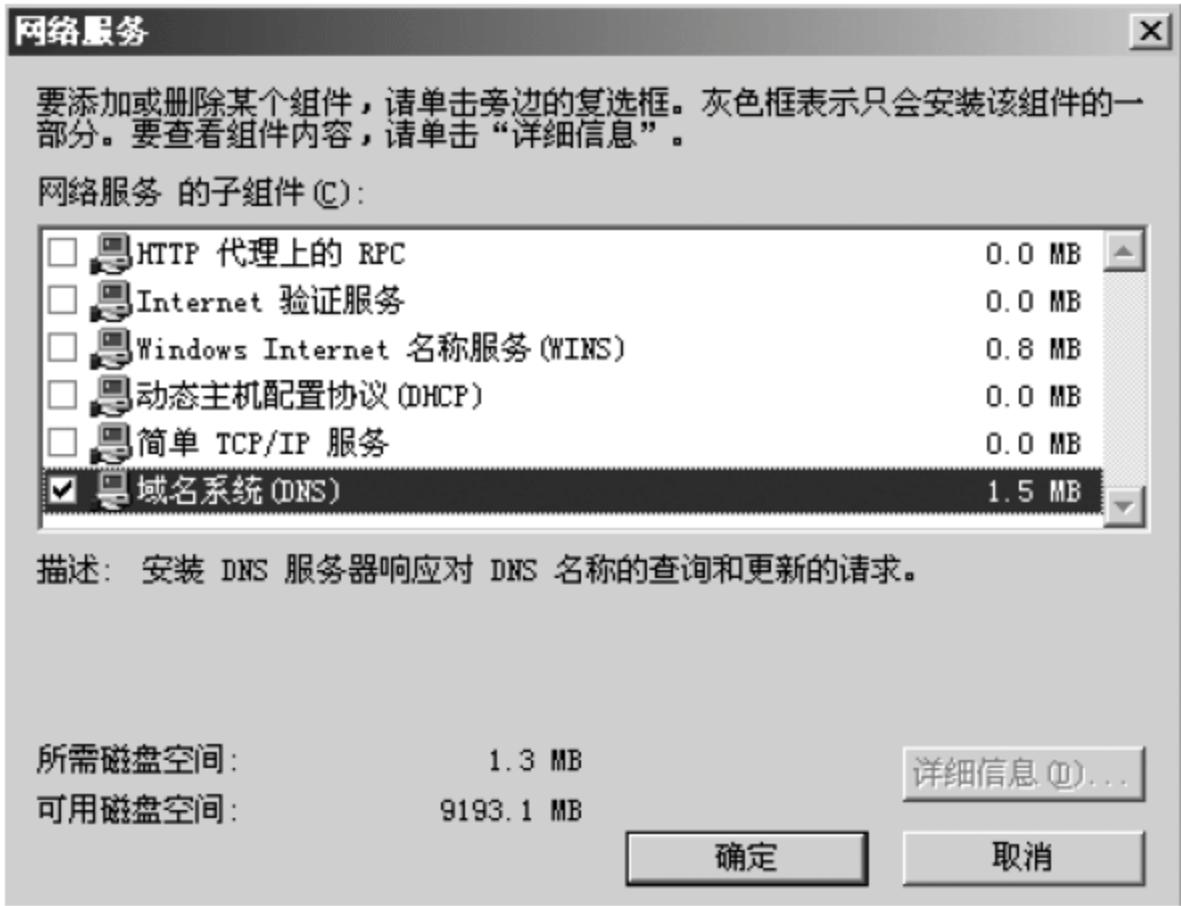 网络服务
要添加或删除某个组件，请单击旁边的复选框。灰色框表示只会安装该组件的一
部分。要查看组件内容，请单击“详细信息”。
网络服务 的子组件(C):
HTTP 代理上的 RPC 0.0 MB
Internet 验证服务 0.0 MB
Windows Internet 名称服务(WINS) 0.8 MB
动态主机配置协议(DHCP) 0.0 MB
简单 TCP/IP 服务 0.0 MB
域名系统(DNS) 1.5 MB
描述: 安装 DNS 服务器响应对 DNS 名称的查询和更新的请求。
所需磁盘空间: 1.3 MB
可用磁盘空间: 9193.1 MB
详细信息(D)...
确定 取消